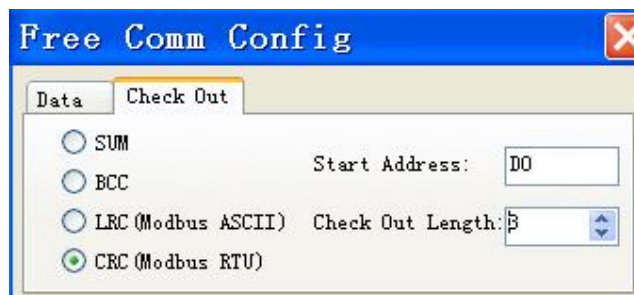 Free Comm Config
Data
Check Out
SUM
BCC
LRC(Modbus ASCII)
CRC(Modbus RTU)
Start Address: D0
Check Out Length: 3